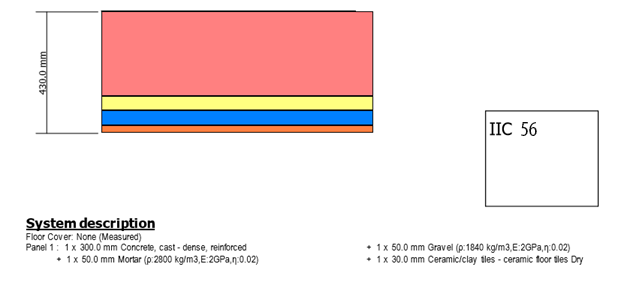 430.0 mm
IIC 56
System description
Floor Cover: None (Measured)
Panel 1 : 1 x 300.0 mm Concrete, cast - dense, reinforced
+ 1 x 50.0 mm Mortar (ρ:2800 kg/m3,E:2GPa,η:0.02)
+ 1 x 50.0 mm Gravel (ρ:1840 kg/m3,E:2GPa,η:0.02)
+ 1 x 30.0 mm Ceramic/clay tiles - ceramic floor tiles Dry